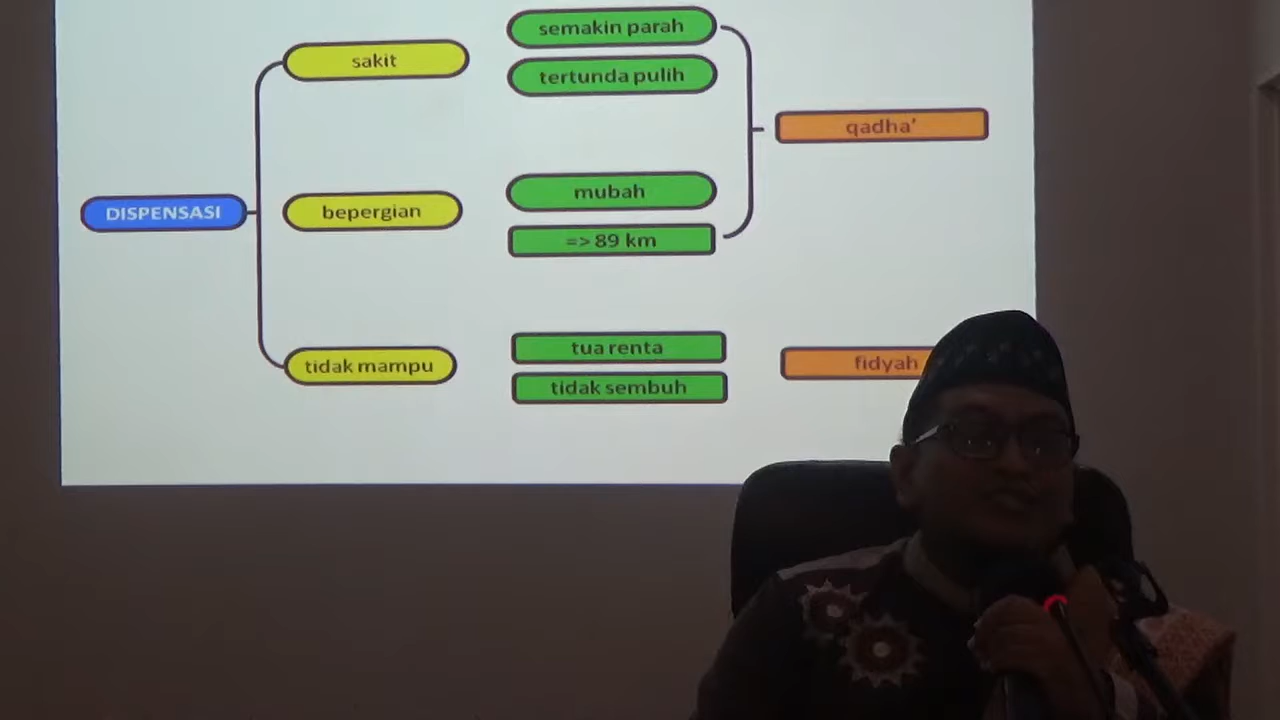 DISPENSASI
sakit
semakin parah
tertunda pulih
bepergian
mubah
=> 89 km
qadha'
tidak mampu
tua renta
tidak sembuh
fidyah